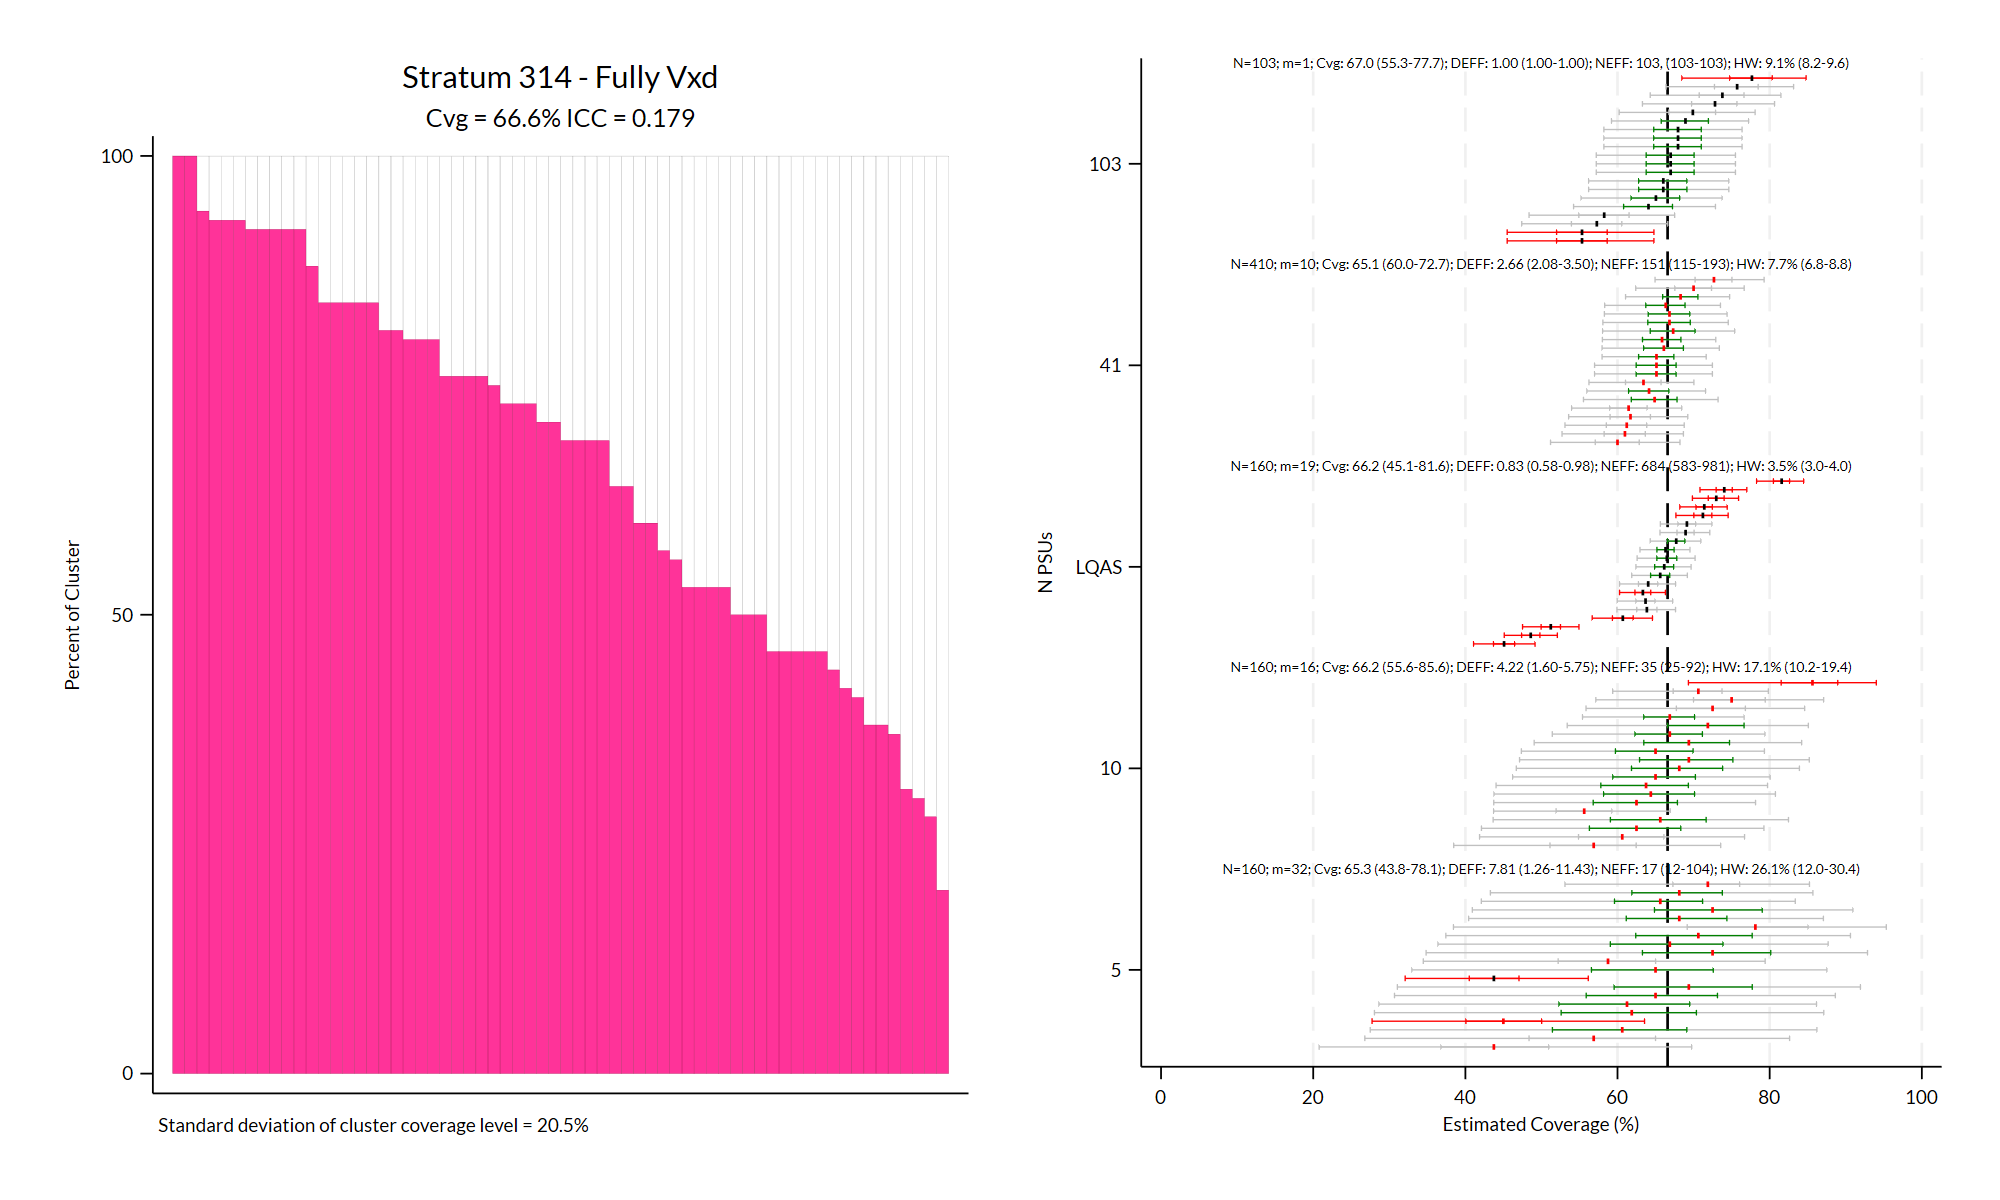 Stratum 314 - Fully Vxd
Cvg = 66.6% ICC = 0.179
Percent of Cluster
100
50
0
Standard deviation of cluster coverage level = 20.5%
N PSUs
N=103; m=1; Cvg: 67.0 (55.3-77.7); DEFF: 1.00 (1.00-1.00); NEFF: 103, (103-103); HW: 9.1% (8.2-9.6)
103
N=410; m=10; Cvg: 65.1 (60.0-72.7); DEFF: 2.66 (2.08-3.50); NEFF: 151 (115-193); HW: 7.7% (6.8-8.8)
41
N=160; m=19; Cvg: 66.2 (45.1-81.6); DEFF: 0.83 (0.58-0.98); NEFF: 684 (583-981); HW: 3.5% (3.0-4.0)
LQAS
N=160; m=16; Cvg: 66.2 (55.6-85.6); DEFF: 4.22 (1.60-5.75); NEFF: 35 (25-92); HW: 17.1% (10.2-19.4)
10
N=160; m=32; Cvg: 65.3 (43.8-78.1); DEFF: 7.81 (1.26-11.43); NEFF: 17 (12-104); HW: 26.1% (12.0-30.4)
5
0 20 40 60 80 100
Estimated Coverage (%)